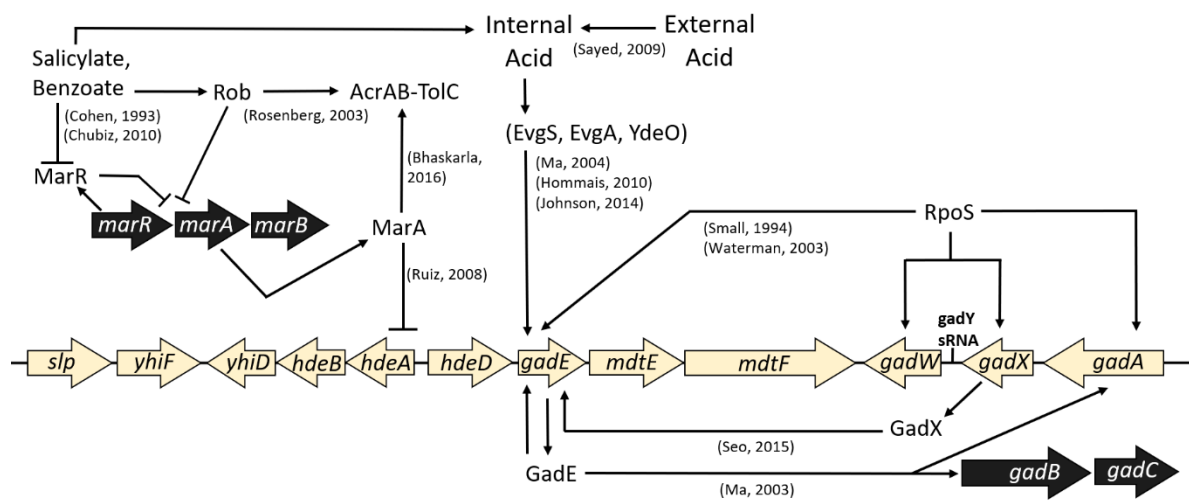 Internal
Acid
External
Acid
(Sayed, 2009)
Salicylate,
Benzoate
Rob
AcrAB-TolC
(Cohen, 1993)
(Chubiz, 2010)
(Rosenberg, 2003)
(EvgS, EvgA, YdeO)
(Ma, 2004)
(Hommais, 2010)
(Johnson, 2014)
(Bhaskarla,
2016)
MarR
marR
marA
marB
MarA
(Ruiz, 2008)
RpoS
(Small, 1994)
(Waterman, 2003)
gadY
sRNA
slp
yhiF
yhiD
hdeB
hdeA
hdeD
gadE
mdtE
mdtF
gadW
gadX
gadA
GadX
(Seo, 2015)
GadE
(Ma, 2003)
gadB
gadC